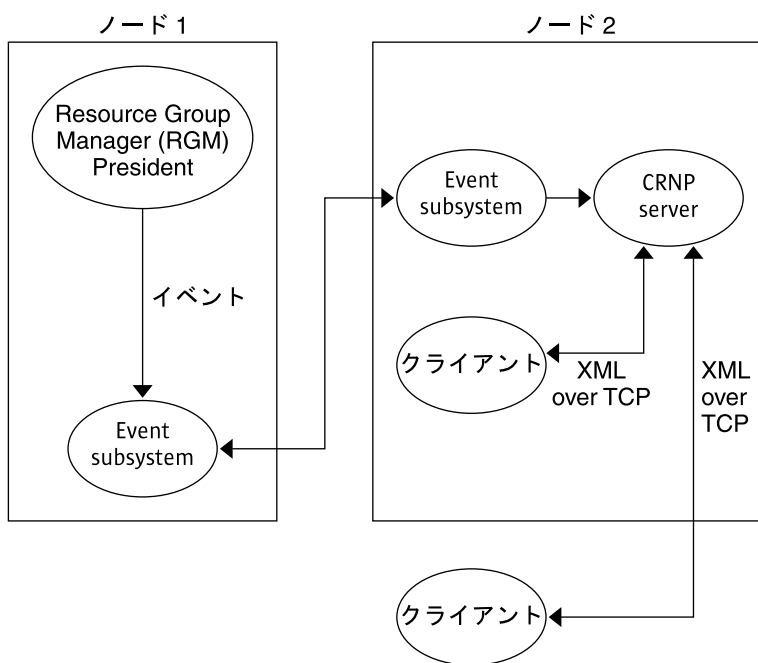 ノード 1
Resource Group
Manager (RGM)
President
イベント
Event
subsystem
ノード 2
Event
subsystem
CRNP
server
クライアント
XML
over TCP
XML
over
TCP
クライアント